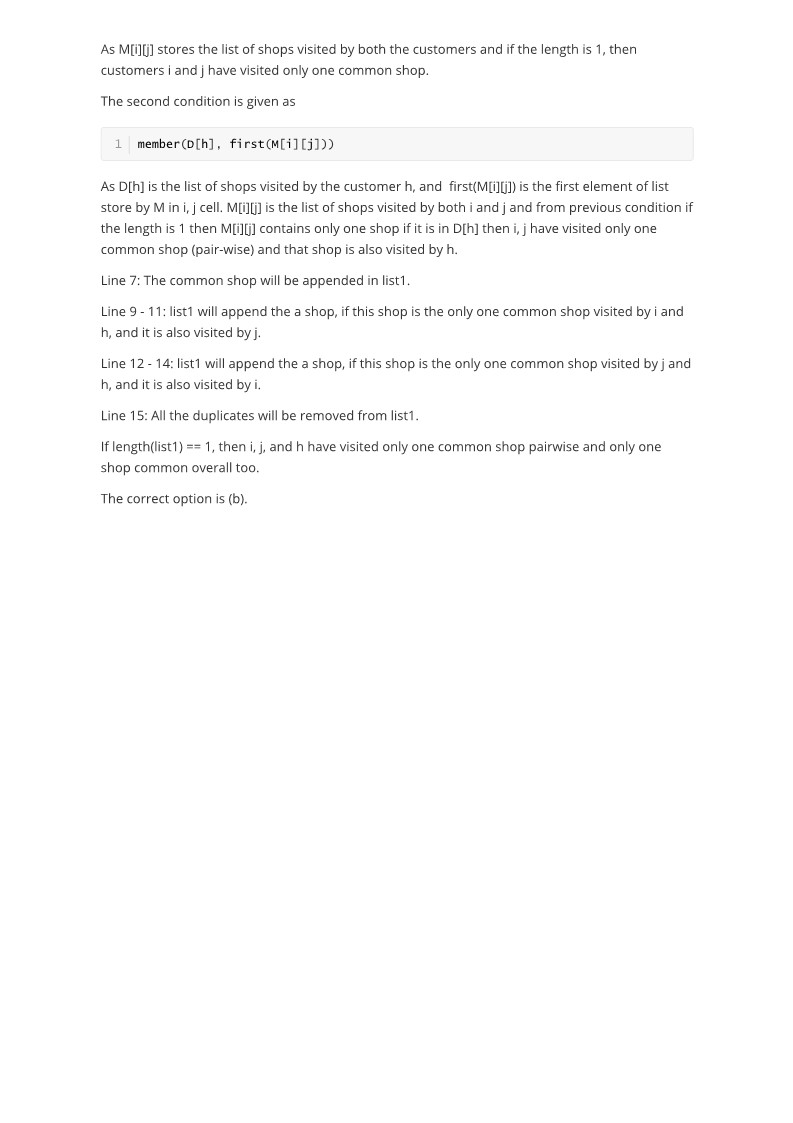 As M[i][j] stores the list of shops visited by both the customers and if the length is 1, then
customers i and j have visited only one common shop.
The second condition is given as
1 member(D[h], first(M[i][j]))
As D[h] is the list of shops visited by the customer h, and  first(M[i][j]) is the first element of list
store by M in i, j cell. M[i][j] is the list of shops visited by both i and j and from previous condition if
the length is 1 then M[i][j] contains only one shop if it is in D[h] then i, j have visited only one
common shop (pair-wise) and that shop is also visited by h.
Line 7: The common shop will be appended in list1.
Line 9 - 11: list1 will append the a shop, if this shop is the only one common shop visited by i and
h, and it is also visited by j.
Line 12 - 14: list1 will append the a shop, if this shop is the only one common shop visited by j and
h, and it is also visited by i.
Line 15: All the duplicates will be removed from list1.
If length(list1) == 1, then i, j, and h have visited only one common shop pairwise and only one
shop common overall too.
The correct option is (b).